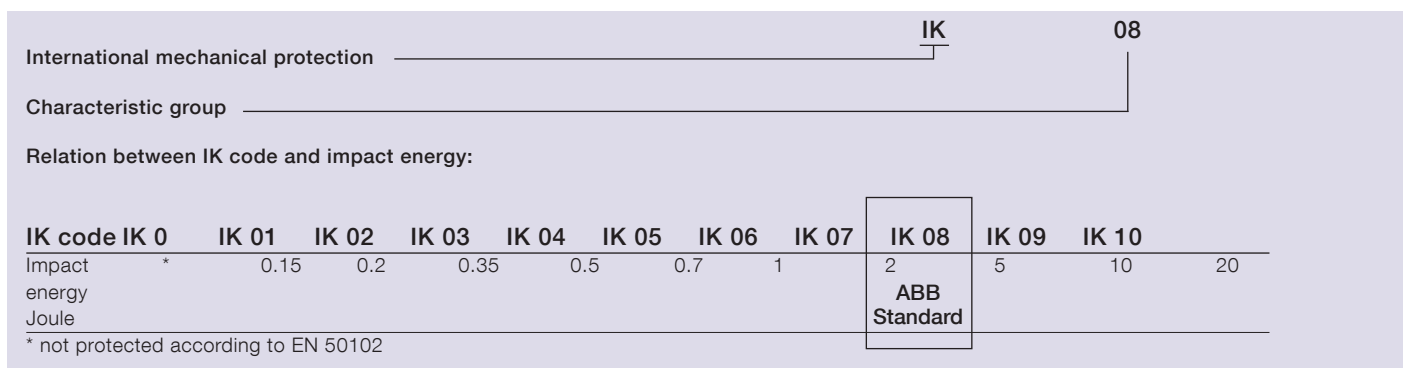 IK 08
International mechanical protection
Characteristic group
Relation between IK code and impact energy:
IK code IK 0 IK 01 IK 02 IK 03 IK 04 IK 05 IK 06 IK 07 IK 08 IK 09 IK 10
Impact * 0.15 0.2 0.35 0.5 0.7 1 2 5 10 20
energy ABB
Joule Standard
* not protected according to EN 50102